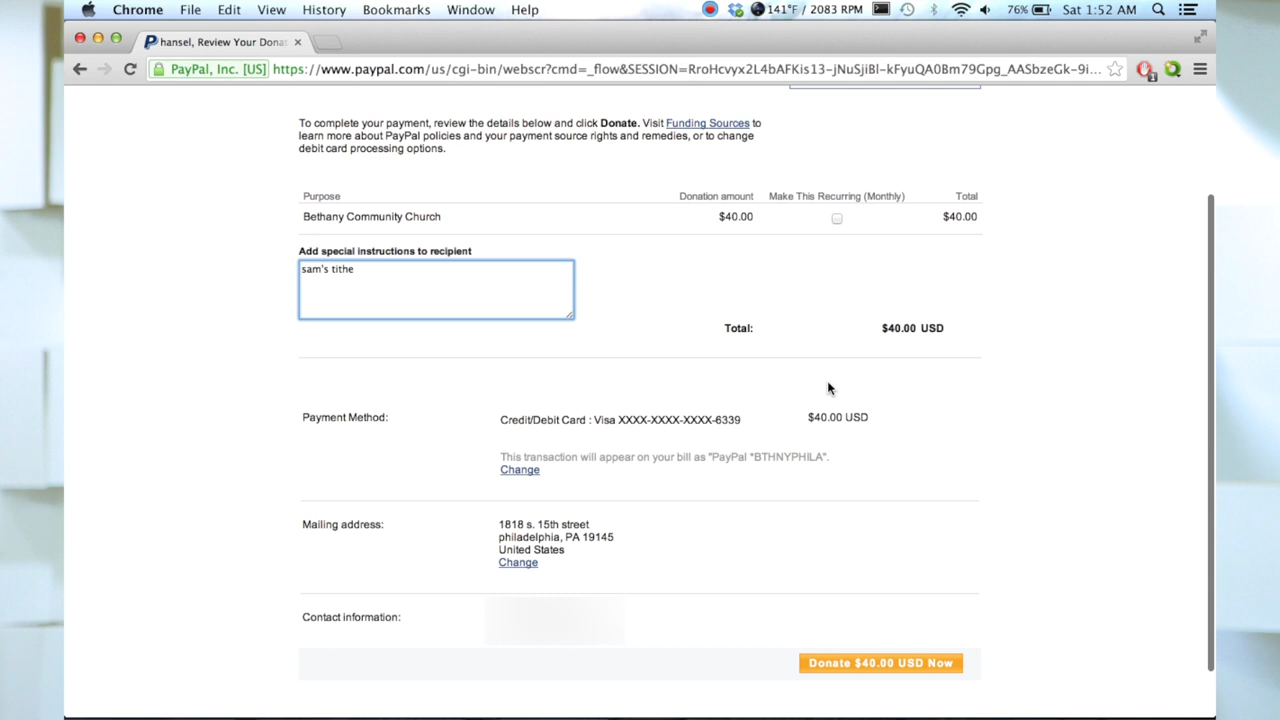 Chrome File Edit View History Bookmarks Window Help 141°F / 2083 RPM 76% Sat 1:52 AM
hansel, Review Your Dona
PayPal, Inc. [US] https://www.paypal.com/us/cgi-bin/webscr?cmd=_flow&SESSION=RroHcvyx2L4bAFKis13-jNuSjiBl-kFyuQA0Bm79Gpg_AASbzeGk-9i... 1
To complete your payment, review the details below and click Donate. Visit Funding Sources to
learn more about PayPal policies and your payment source rights and remedies, or to change
debit card processing options.
Purpose Donation amount Make This Recurring (Monthly) Total
Bethany Community Church $40.00 $40.00
Add special instructions to recipient
sam's tithe
Total: $40.00 USD
Payment Method: Credit/Debit Card : Visa XXXX-XXXX-XXXX-6339 $40.00 USD
This transaction will appear on your bill as "PayPal *BTHNYPHILA".
Change
Mailing address: 1818 s. 15th street
philadelphia, PA 19145
United States
Change
Contact information:
Donate $40.00 USD Now